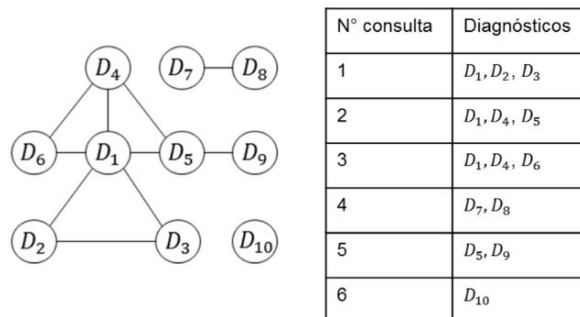 D₄ D₇ D₈
D₆ D₁ D₅ D₉
D₂ D₃ D₁₀
N° consulta Diagnósticos
1 D₁, D₂, D₃
2 D₁, D₄, D₅
3 D₁, D₄, D₆
4 D₇, D₈
5 D₅, D₉
6 D₁₀